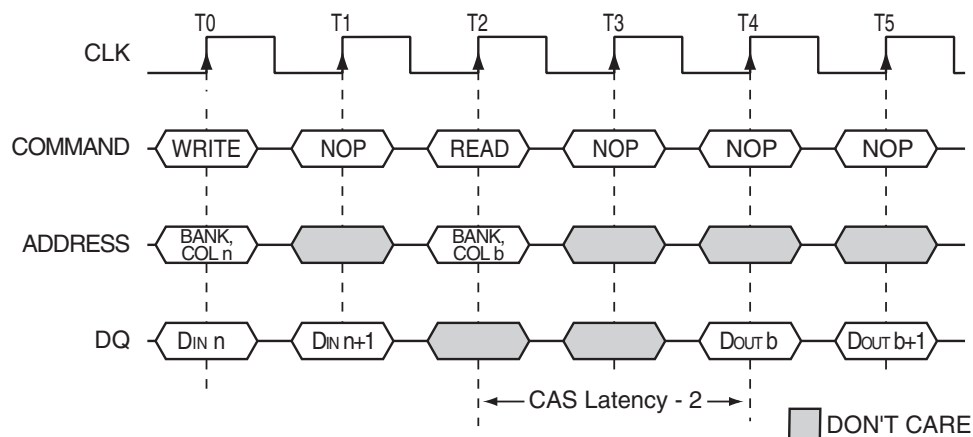 T0 T1 T2 T3 T4 T5
CLK
COMMAND WRITE NOP READ NOP NOP NOP
ADDRESS BANK, COL n BANK, COL b
DQ DIN n DIN n+1 DOUT b DOUT b+1
CAS Latency - 2
DON'T CARE